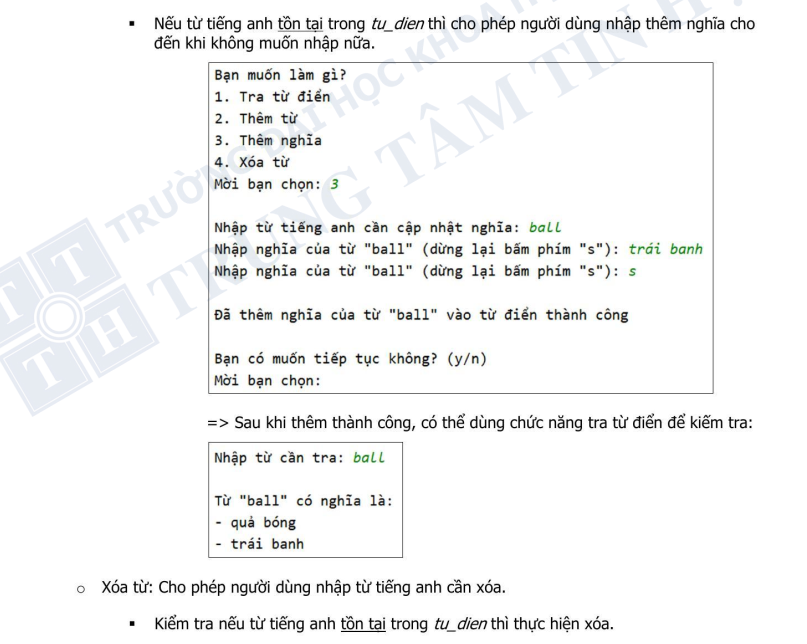 ▪ Nếu từ tiếng anh tồn tại trong tu_dien thì cho phép người dùng nhập thêm nghĩa cho
đến khi không muốn nhập nữa.
Bạn muốn làm gì?
1. Tra từ điển
2. Thêm từ
3. Thêm nghĩa
4. Xóa từ
Mời bạn chọn: 3
Nhập từ tiếng anh cần cập nhật nghĩa: ball
Nhập nghĩa của từ "ball" (dừng lại bấm phím "s"): trái banh
Nhập nghĩa của từ "ball" (dừng lại bấm phím "s"): s
Đã thêm nghĩa của từ "ball" vào từ điển thành công
Bạn có muốn tiếp tục không? (y/n)
Mời bạn chọn:
=> Sau khi thêm thành công, có thể dùng chức năng tra từ điển để kiểm tra:
Nhập từ cần tra: ball
Từ "ball" có nghĩa là:
- quả bóng
- trái banh
o Xóa từ: Cho phép người dùng nhập từ tiếng anh cần xóa.
▪ Kiểm tra nếu từ tiếng anh tồn tại trong tu_dien thì thực hiện xóa.
TRƯỜNG ĐẠI HỌC KHOA
TRUNG TÂM TIN H
T T
T H